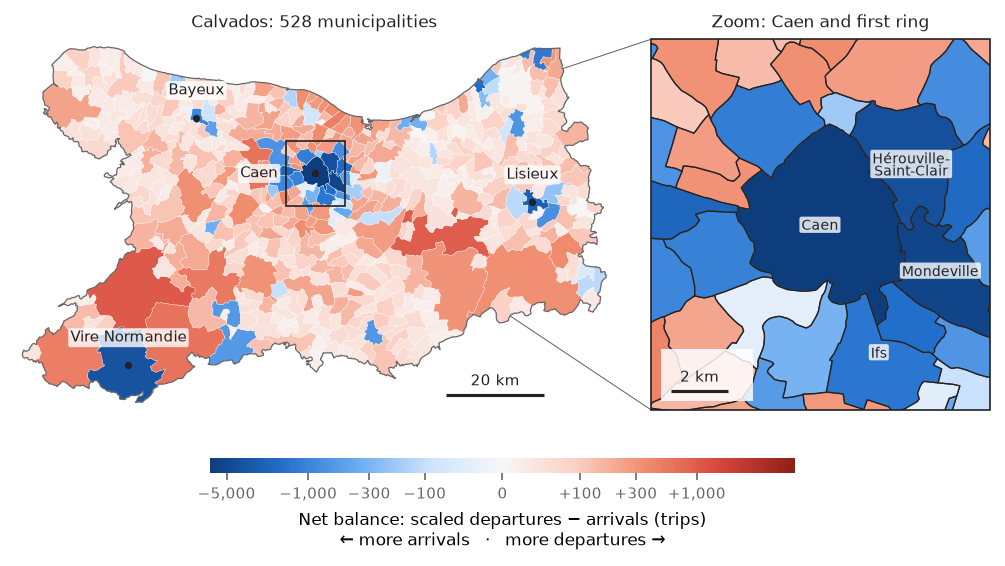 Calvados: 528 municipalities
Zoom: Caen and first ring
Bayeux
Caen
Lisieux
Vire Normandie
20 km
Hérouville-
Saint-Clair
Caen
Mondeville
Ifs
2 km
−5,000 −1,000 −300 −100 0 +100 +300 +1,000
Net balance: scaled departures − arrivals (trips)
← more arrivals · more departures →